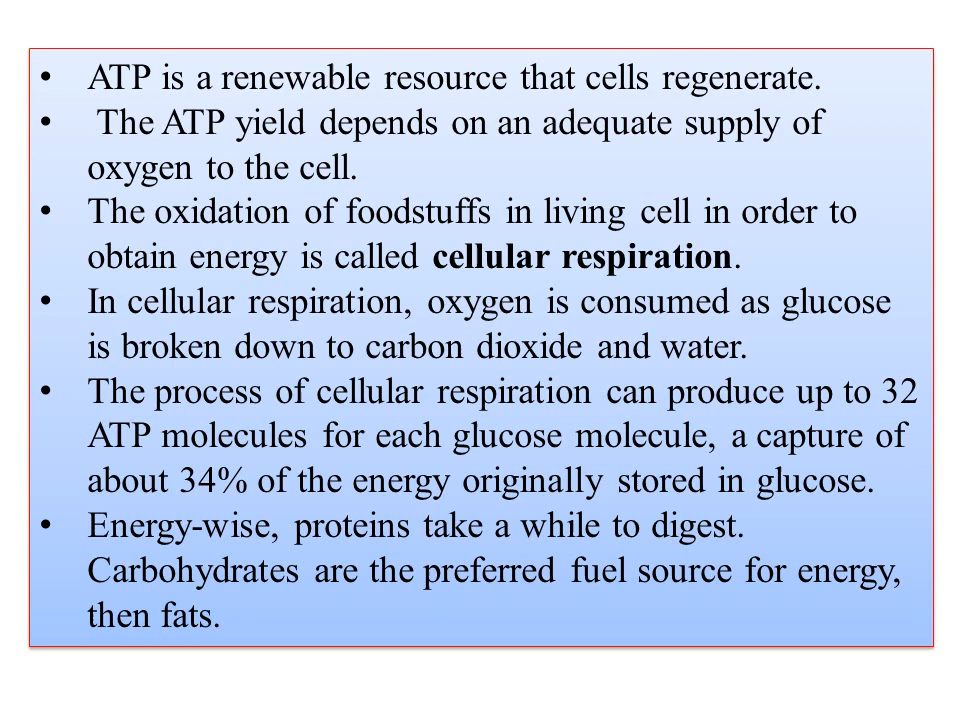 • ATP is a renewable resource that cells regenerate.
• The ATP yield depends on an adequate supply of
oxygen to the cell.
• The oxidation of foodstuffs in living cell in order to
obtain energy is called cellular respiration.
• In cellular respiration, oxygen is consumed as glucose
is broken down to carbon dioxide and water.
• The process of cellular respiration can produce up to 32
ATP molecules for each glucose molecule, a capture of
about 34% of the energy originally stored in glucose.
• Energy-wise, proteins take a while to digest.
Carbohydrates are the preferred fuel source for energy,
then fats.